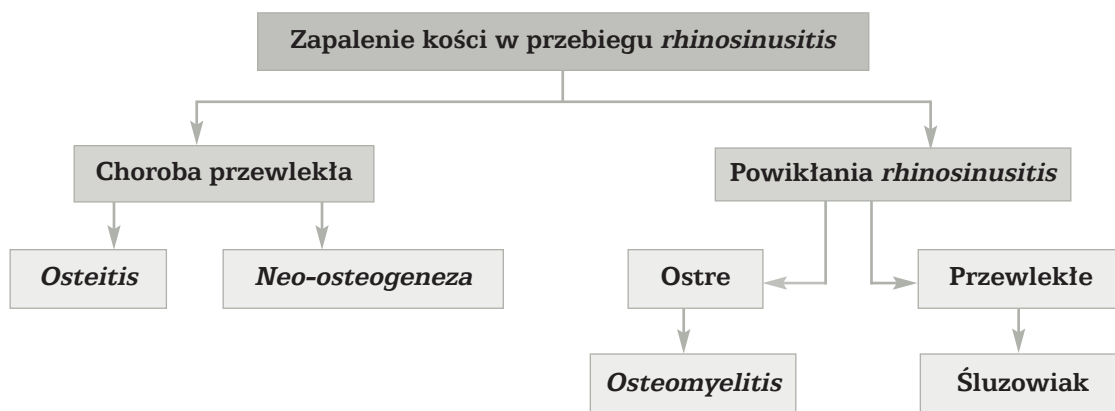 Zapalenie kości w przebiegu rhinosinusitis
Choroba przewlekła
Powikłania rhinosinusitis
Osteitis
Neo-osteogeneza
Ostre
Przewlekłe
Osteomyelitis
Śluzowiak